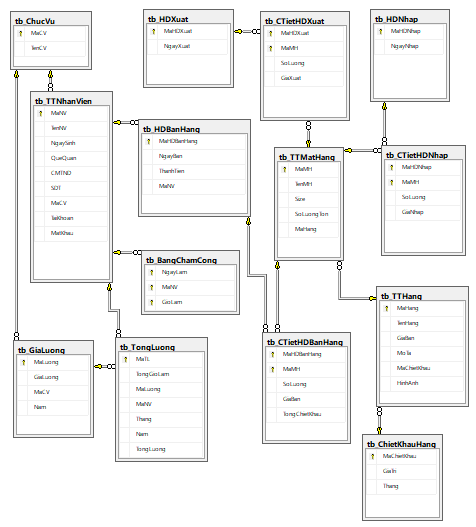 tb_ChucVu
MaCV
TenCV
tb_HDXuat
MaHDXuat
NgayXuat
tb_CTietHDXuat
MaHDXuat
MaMH
SoLuong
GiaXuat
tb_HDNhap
MaHDNhap
NgayNhap
tb_TTNhanVien
MaNV
TenNV
NgaySinh
QueQuan
CMTND
SDT
MaCV
TaiKhoan
MatKhau
tb_HDBanHang
MaHDBanHang
NgayBan
ThanhTien
MaNV
tb_TTMatHang
MaMH
TenMH
Size
SoLuongTon
MaHang
tb_CTietHDNhap
MaHDNhap
MaMH
SoLuong
GiaNhap
tb_BangChamCong
NgayLam
MaNV
GioLam
tb_TTHang
MaHang
TenHang
GiaBan
MoTa
MaChietKhau
HinhAnh
tb_GiaLuong
MaLuong
GiaLuong
MaCV
Nam
tb_TongLuong
MaTL
TongGioLam
MaLuong
MaNV
Thang
Nam
TongLuong
tb_CTietHDBanHang
MaHDBanHang
MaMH
SoLuong
GiaBan
TongChietKhau
tb_ChietKhauHang
MaChietKhau
GiaTri
Thang